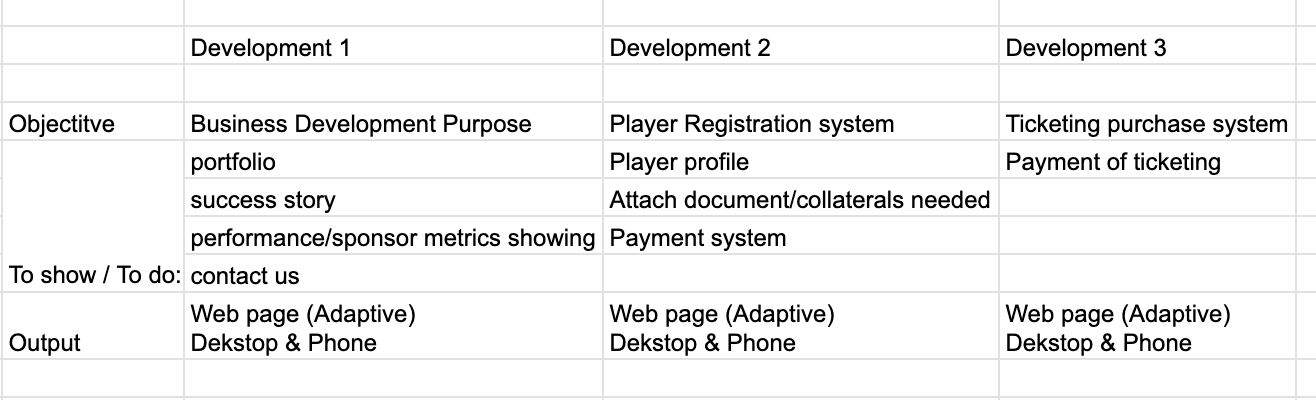 Development 1 Development 2 Development 3
Objectitve Business Development Purpose Player Registration system Ticketing purchase system
portfolio Player profile Payment of ticketing
success story Attach document/collaterals needed
performance/sponsor metrics showing Payment system
To show / To do: contact us
Web page (Adaptive) Web page (Adaptive) Web page (Adaptive)
Output Dekstop & Phone Dekstop & Phone Dekstop & Phone